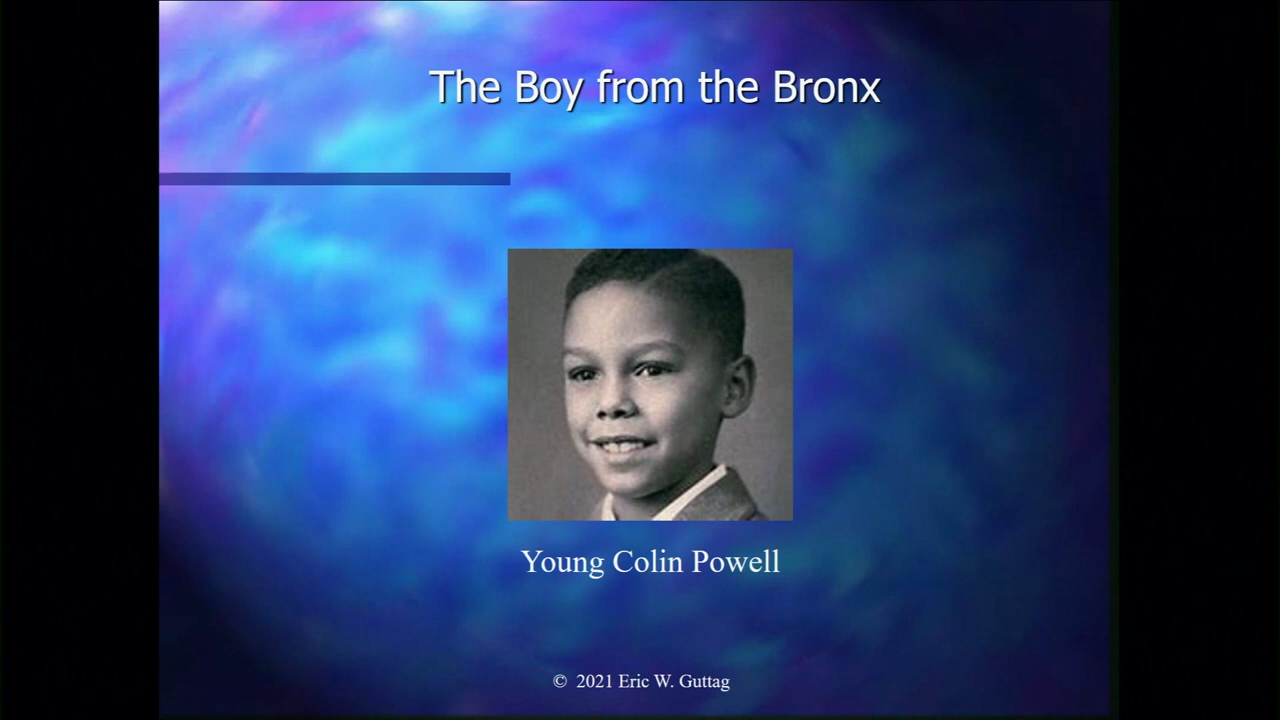 The Boy from the Bronx
Young Colin Powell
© 2021 Eric W. Guttag